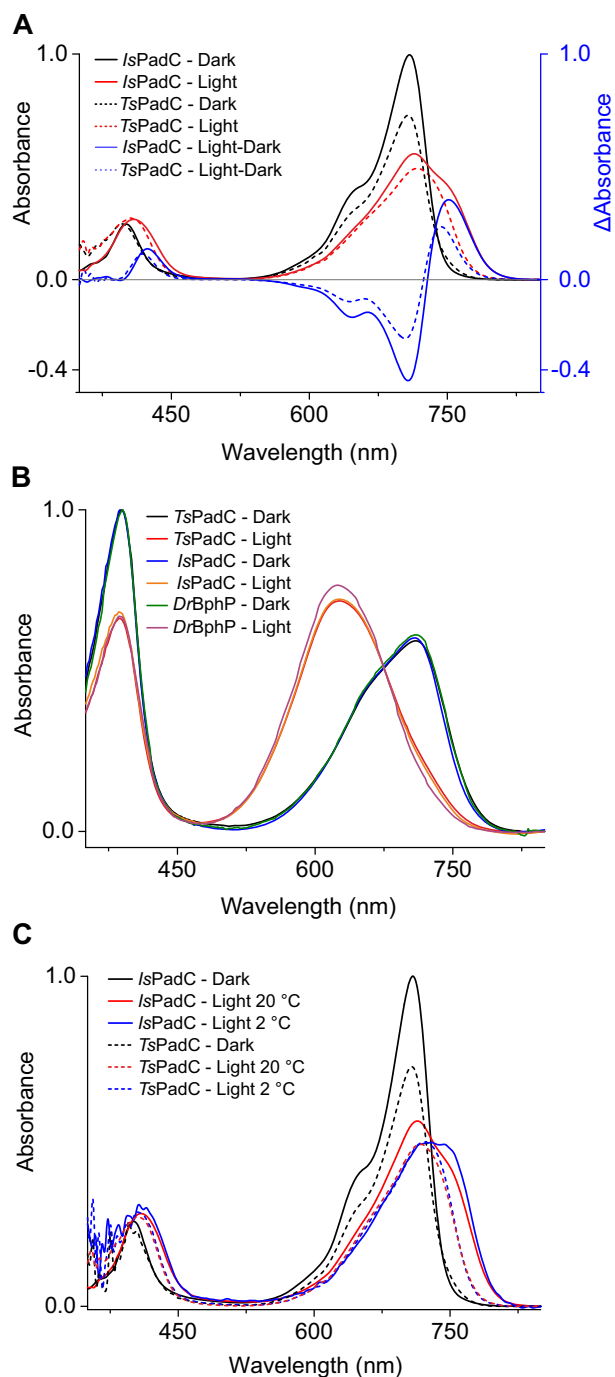 A
IsPadC - Dark
IsPadC - Light
TsPadC - Dark
TsPadC - Light
IsPadC - Light-Dark
TsPadC - Light-Dark
1.0
0.0
-0.4
Absorbance
1.0
0.0
-0.4
ΔAbsorbance
450
600
750
Wavelength (nm)
B
TsPadC - Dark
TsPadC - Light
IsPadC - Dark
IsPadC - Light
DrBphP - Dark
DrBphP - Light
1.0
0.0
Absorbance
450
600
750
Wavelength (nm)
C
IsPadC - Dark
IsPadC - Light 20 °C
IsPadC - Light 2 °C
TsPadC - Dark
TsPadC - Light 20 °C
TsPadC - Light 2 °C
1.0
0.0
Absorbance
450
600
750
Wavelength (nm)